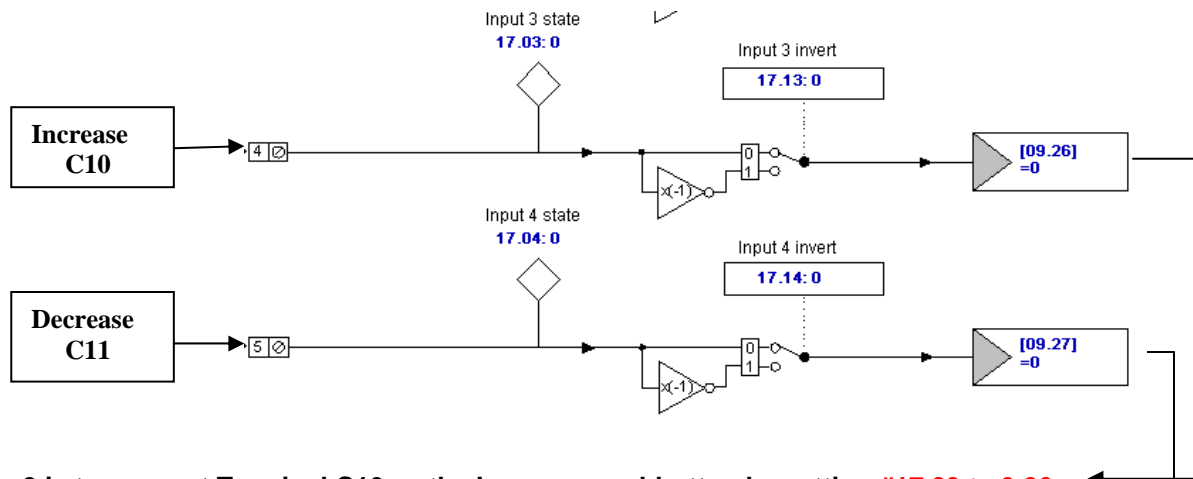 Input 3 state
17.03: 0
Input 3 invert
17.13: 0
Increase
C10
4
0
1
x(-1)
[09.26]
=0
Input 4 state
17.04: 0
Input 4 invert
17.14: 0
Decrease
C11
5
0
1
x(-1)
[09.27]
=0